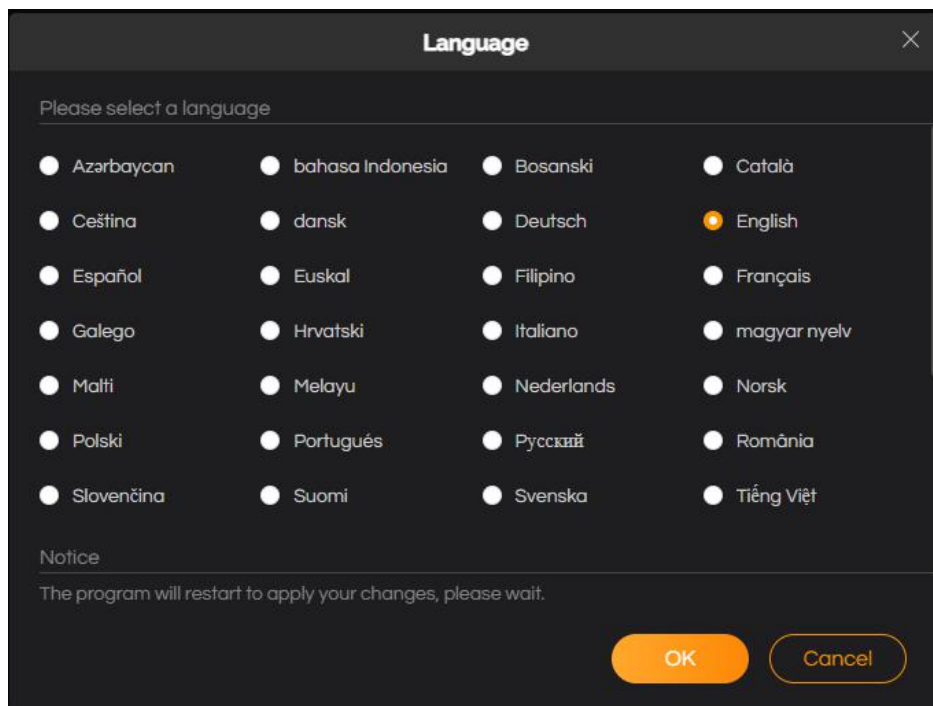 Language
Please select a language
Azərbaycan bahasa Indonesia Bosanski Català
Ceština dansk Deutsch English
Español Euskal Filipino Français
Galego Hrvatski Italiano magyar nyelv
Malti Melayu Nederlands Norsk
Polski Portugués Русский România
Slovenčina Suomi Svenska Tiếng Việt
Notice
The program will restart to apply your changes, please wait.
OK Cancel